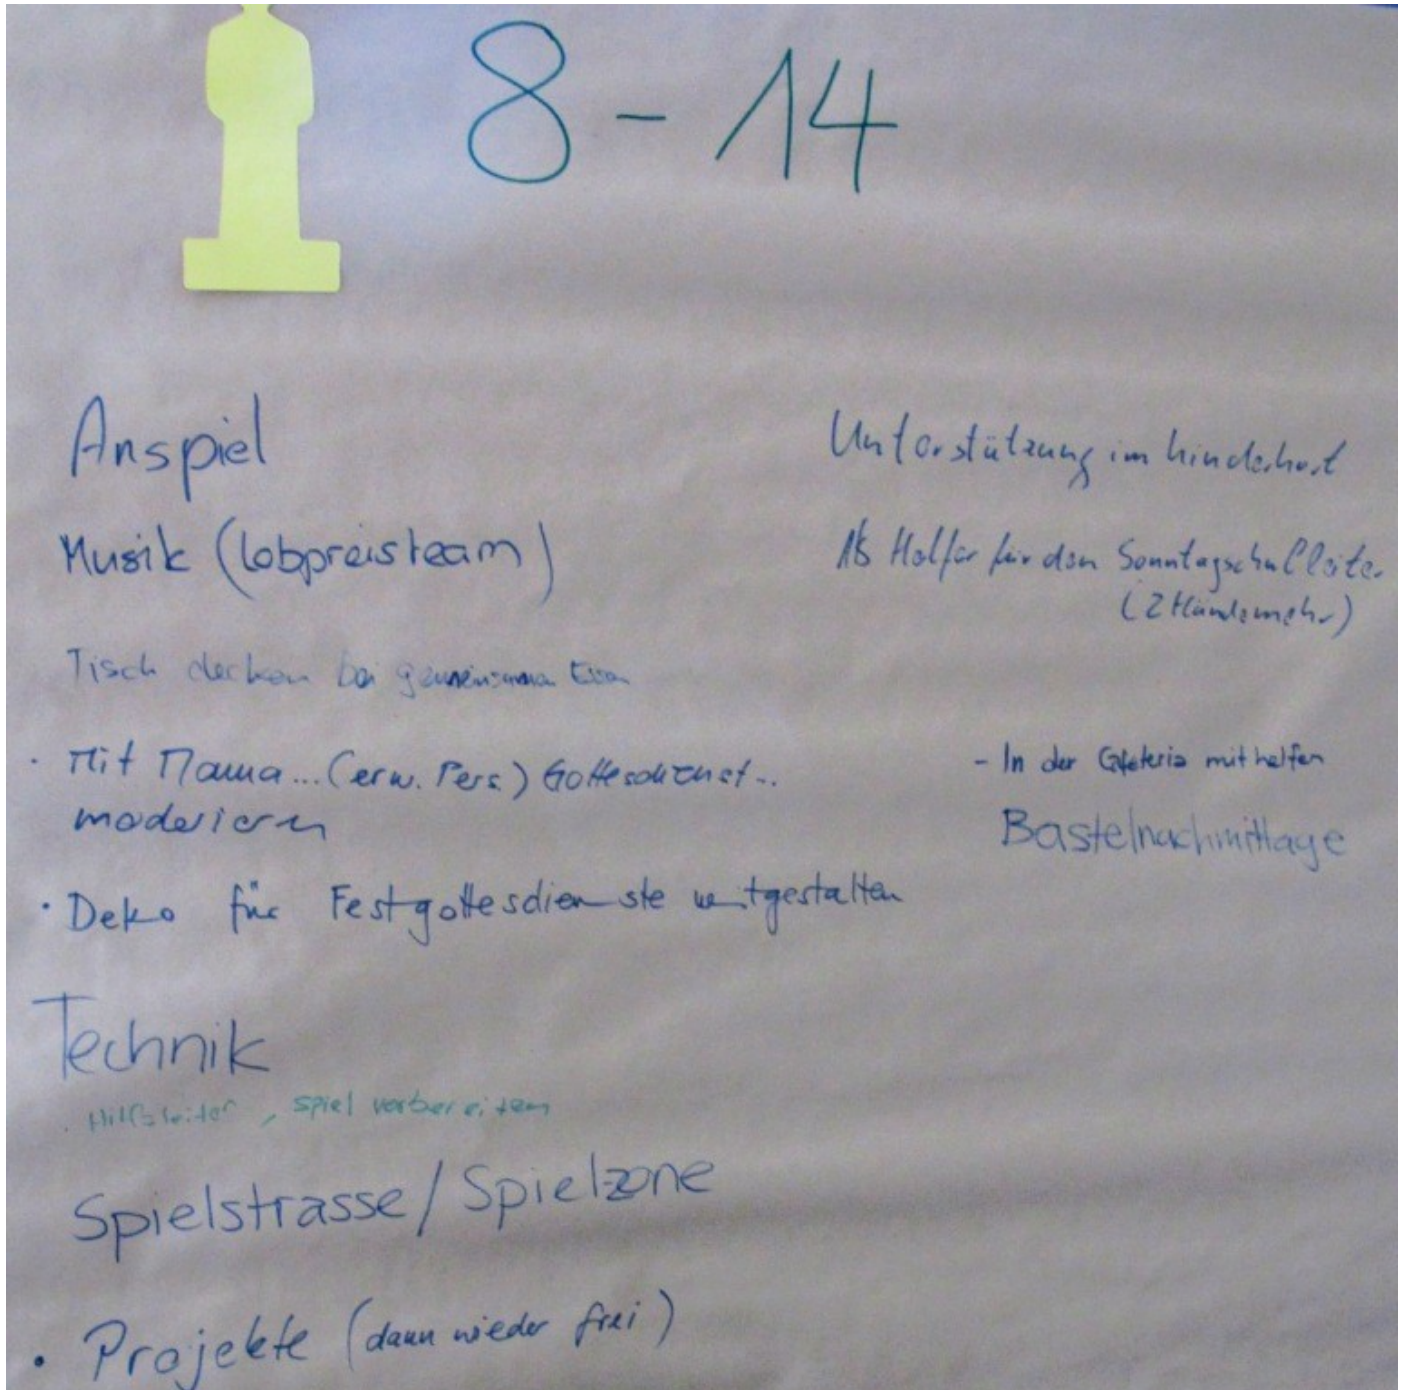 8 - 14
Anspiel
Musik (Lobpreisteam)
Tisch decken bei gemeinsamen Essen
· Mit Mama... (erw. Pers.) Gottesdienst...
moderieren
· Deko für Festgottesdienste mitgestalten
Technik
. Hilfsleiter, spiel vorbereiten
Spielstrasse / Spielzone
• Projekte (dann wieder frei)
Unterstützung im Kinderhort
Als Helfer für den Sonntagschulleiter
(2 Hände mehr)
- In der Cafeteria mithelfen
Bastelnachmittage